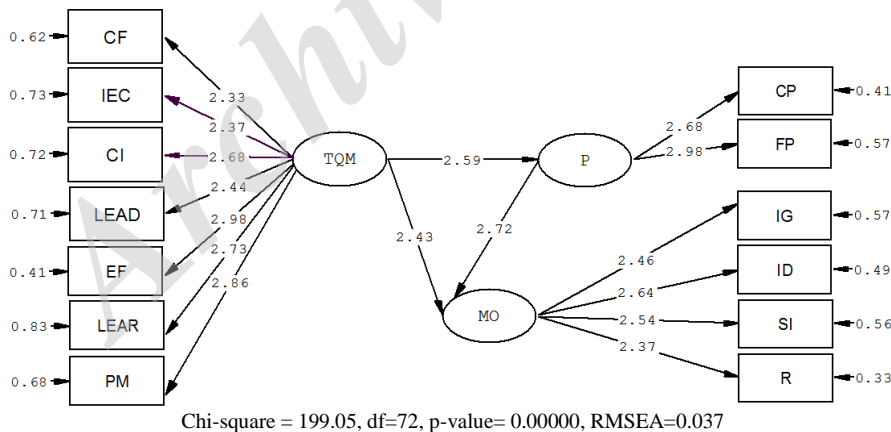 0.62 CF
0.73 IEC
0.72 CI
0.71 LEAD
0.41 EF
0.83 LEAR
0.68 PM
2.33
2.37
2.68
2.44
2.98
2.73
2.86
TQM
2.59
2.43
2.72
P
MO
2.68
2.98
2.46
2.64
2.54
2.37
CP 0.41
FP 0.57
IG 0.57
ID 0.49
SI 0.56
R 0.33
Archiv
Chi-square = 199.05, df=72, p-value= 0.00000, RMSEA=0.037